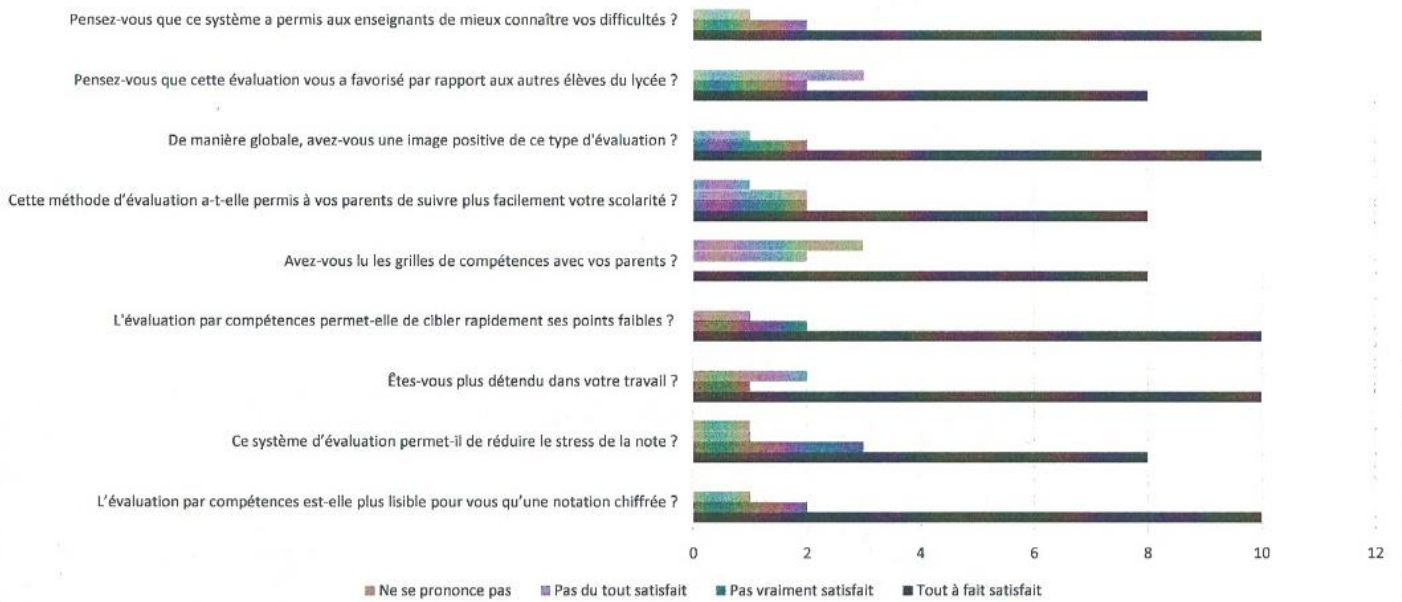 Pensez-vous que ce système a permis aux enseignants de mieux connaître vos difficultés ?
Pensez-vous que cette évaluation vous a favorisé par rapport aux autres élèves du lycée ?
De manière globale, avez-vous une image positive de ce type d'évaluation ?
Cette méthode d'évaluation a-t-elle permis à vos parents de suivre plus facilement votre scolarité ?
Avez-vous lu les grilles de compétences avec vos parents ?
L'évaluation par compétences permet-elle de cibler rapidement ses points faibles ?
Êtes-vous plus détendu dans votre travail ?
Ce système d'évaluation permet-il de réduire le stress de la note ?
L'évaluation par compétences est-elle plus lisible pour vous qu'une notation chiffrée ?
0 2 4 6 8 10 12
Ne se prononce pas Pas du tout satisfait Pas vraiment satisfait Tout à fait satisfait